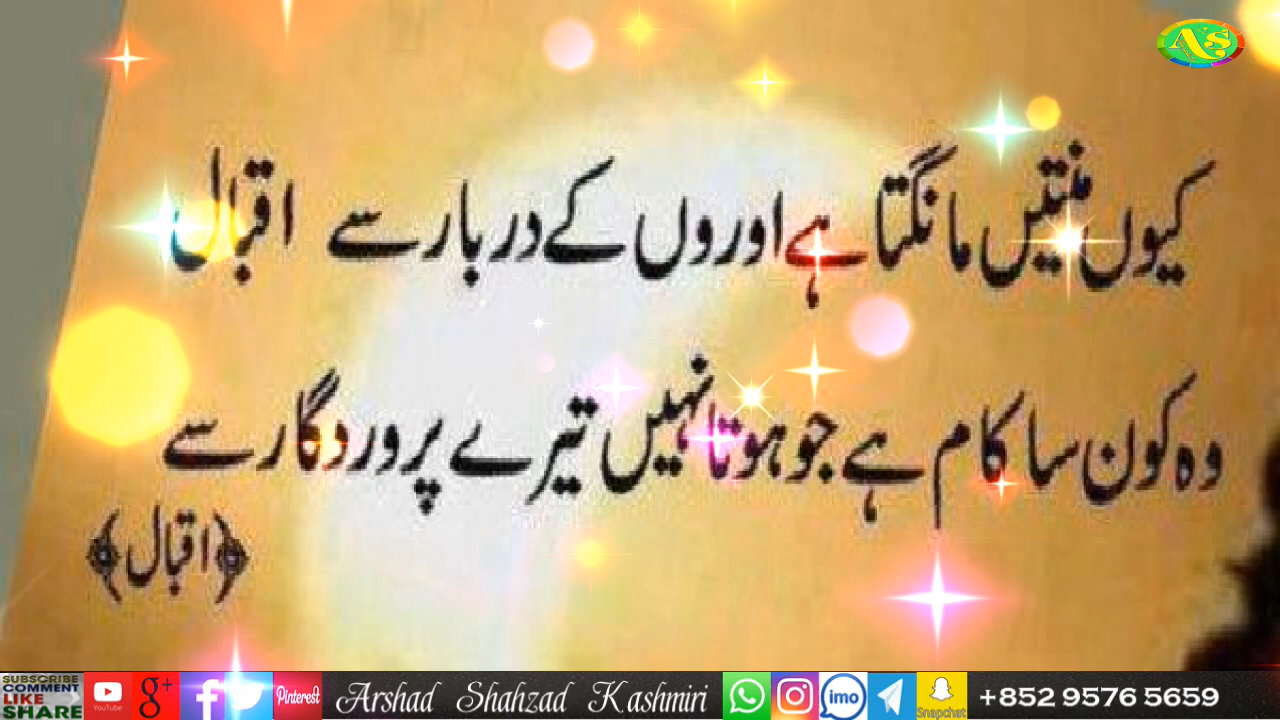 As
کیوں منتیں مانگتا ہے اوروں کے دربار سے اقبال
وہ کون سا کام ہے جو ہوتا نہیں تیرے پروردگار سے
﴿اقبال﴾
SUBSCRIBE
COMMENT
LIKE
SHARE
YouTube
g+
f
Pinterest
Arshad Shahzad Kashmiri
imo
Snapchat
+852 9576 5659